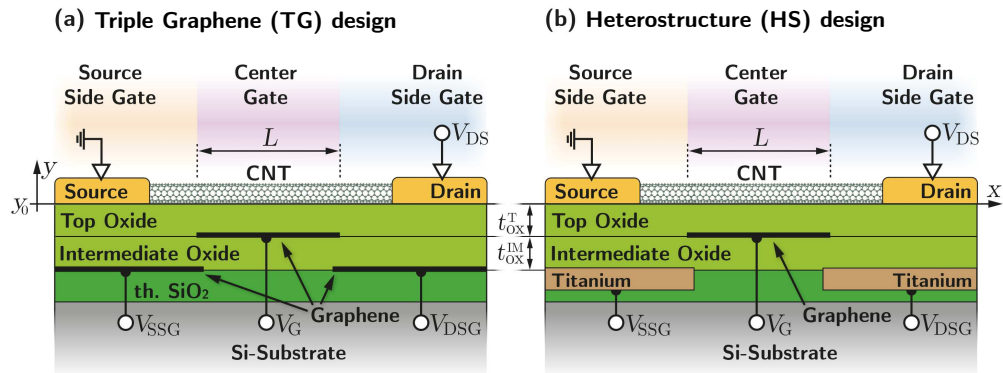 (a) Triple Graphene (TG) design
Source
Side Gate
Center
Gate
Drain
Side Gate
V_DS
L
CNT
y
y_0
Source
Drain
Top Oxide
Intermediate Oxide
th. SiO₂
Graphene
V_SSG
V_G
V_DSG
Si-Substrate
t_ox^T
t_ox^IM
(b) Heterostructure (HS) design
Source
Side Gate
Center
Gate
Drain
Side Gate
V_DS
L
CNT
x
Source
Drain
Top Oxide
Intermediate Oxide
Titanium
Titanium
Graphene
V_SSG
V_G
V_DSG
Si-Substrate